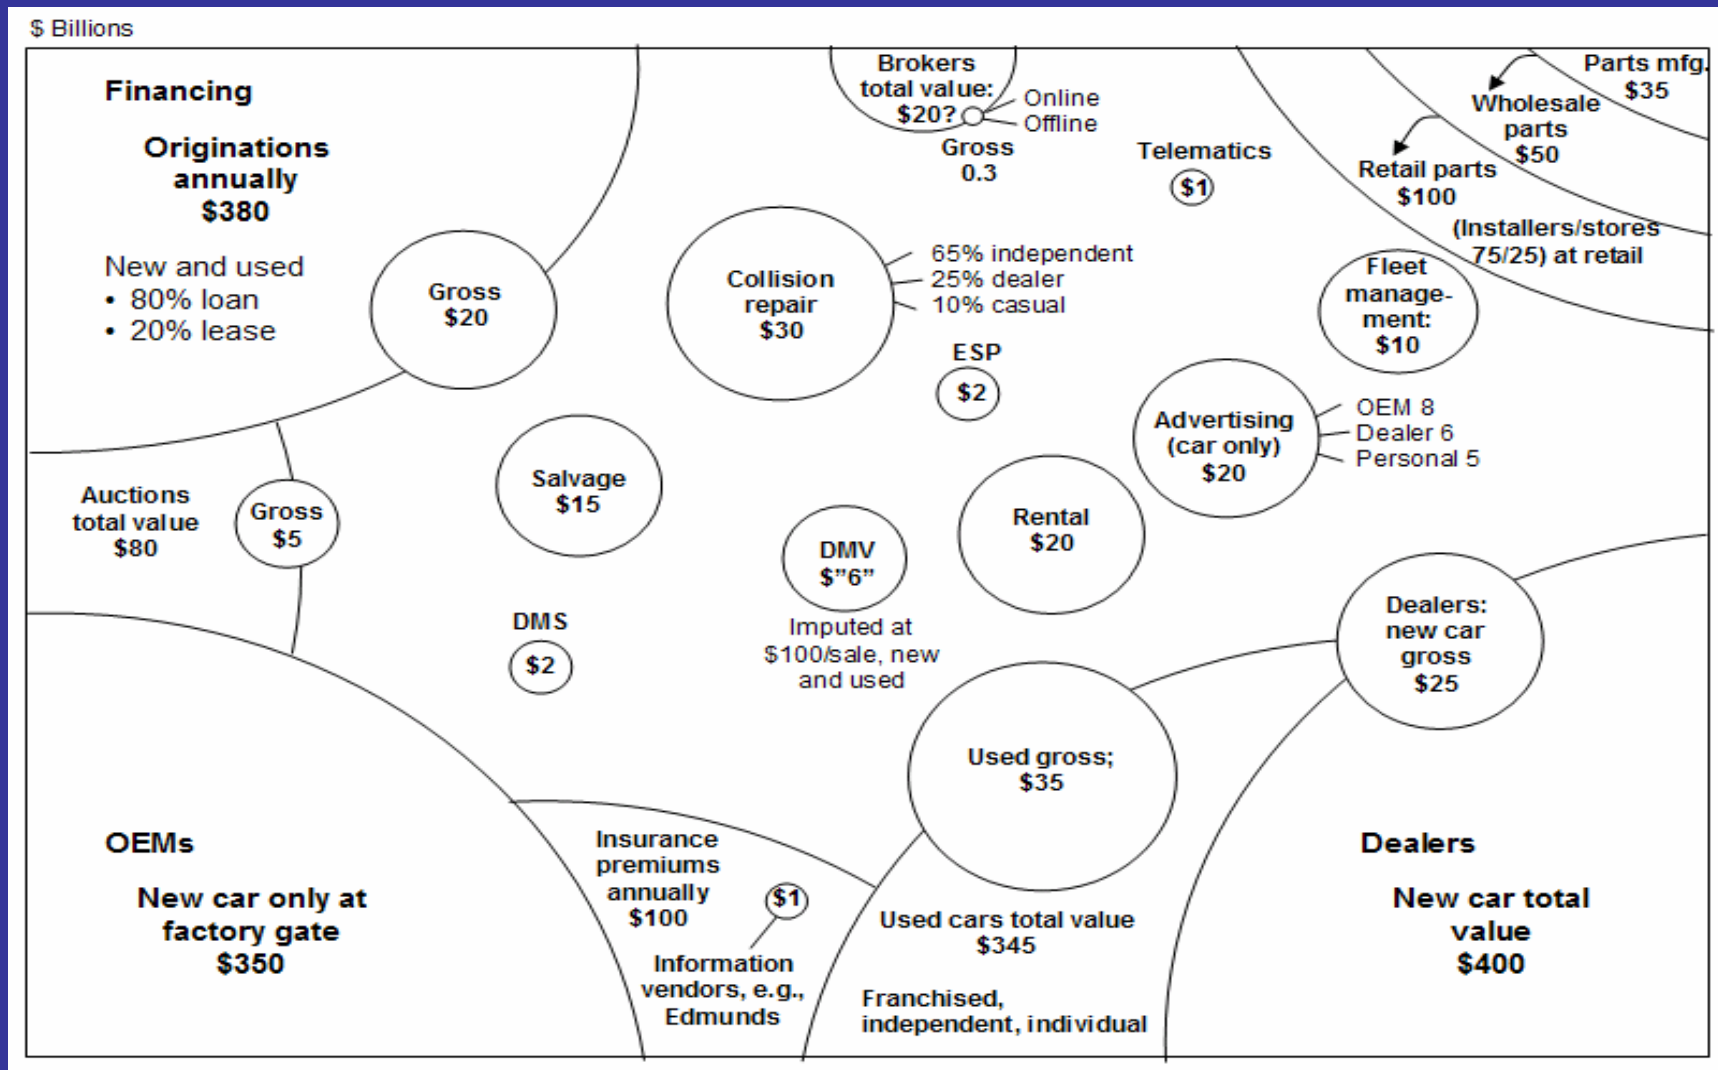 $ Billions
Financing
Originations
annually
$380
New and used
• 80% loan
• 20% lease
Gross
$20
Brokers
total value:
$20?
Online
Offline
Gross
0.3
Telematics
$1
Parts mfg.
$35
Wholesale
parts
$50
Retail parts
$100
(Installers/stores
75/25) at retail
Collision
repair
$30
65% independent
25% dealer
10% casual
Fleet
manage-
ment:
$10
ESP
$2
Advertising
(car only)
$20
OEM 8
Dealer 6
Personal 5
Auctions
total value
$80
Gross
$5
Salvage
$15
DMV
$”6”
Imputed at
$100/sale, new
and used
Rental
$20
DMS
$2
Dealers:
new car
gross
$25
Used gross;
$35
OEMs
New car only at
factory gate
$350
Insurance
premiums
annually
$100
$1
Information
vendors, e.g.,
Edmunds
Used cars total value
$345
Franchised,
independent, individual
Dealers
New car total
value
$400